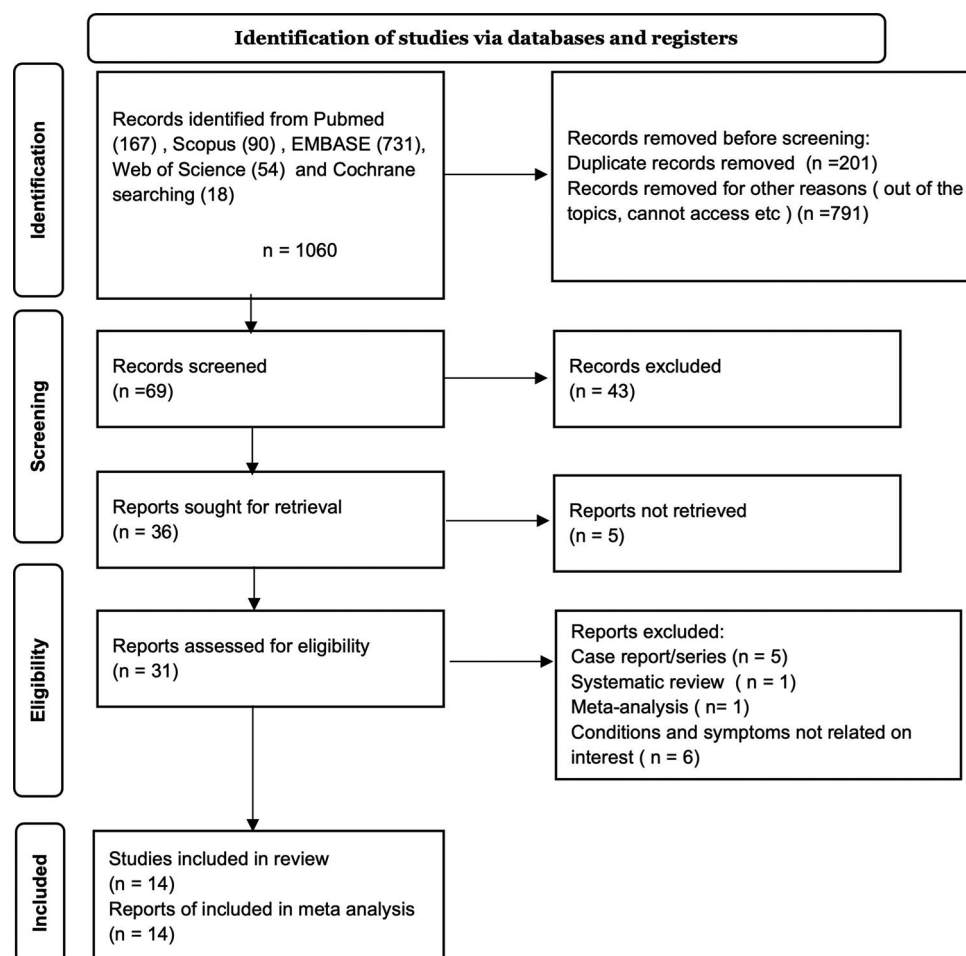 Identification of studies via databases and registers
Identification
Records identified from Pubmed
(167) , Scopus (90) , EMBASE (731),
Web of Science (54) and Cochrane
searching (18)
n = 1060
Records removed before screening:
Duplicate records removed (n =201)
Records removed for other reasons ( out of the
topics, cannot access etc ) (n =791)
Screening
Records screened
(n =69)
Records excluded
(n = 43)
Reports sought for retrieval
(n = 36)
Reports not retrieved
(n = 5)
Eligibility
Reports assessed for eligibility
(n = 31)
Reports excluded:
Case report/series (n = 5)
Systematic review ( n = 1)
Meta-analysis ( n= 1)
Conditions and symptoms not related on
interest ( n = 6)
Included
Studies included in review
(n = 14)
Reports of included in meta analysis
(n = 14)